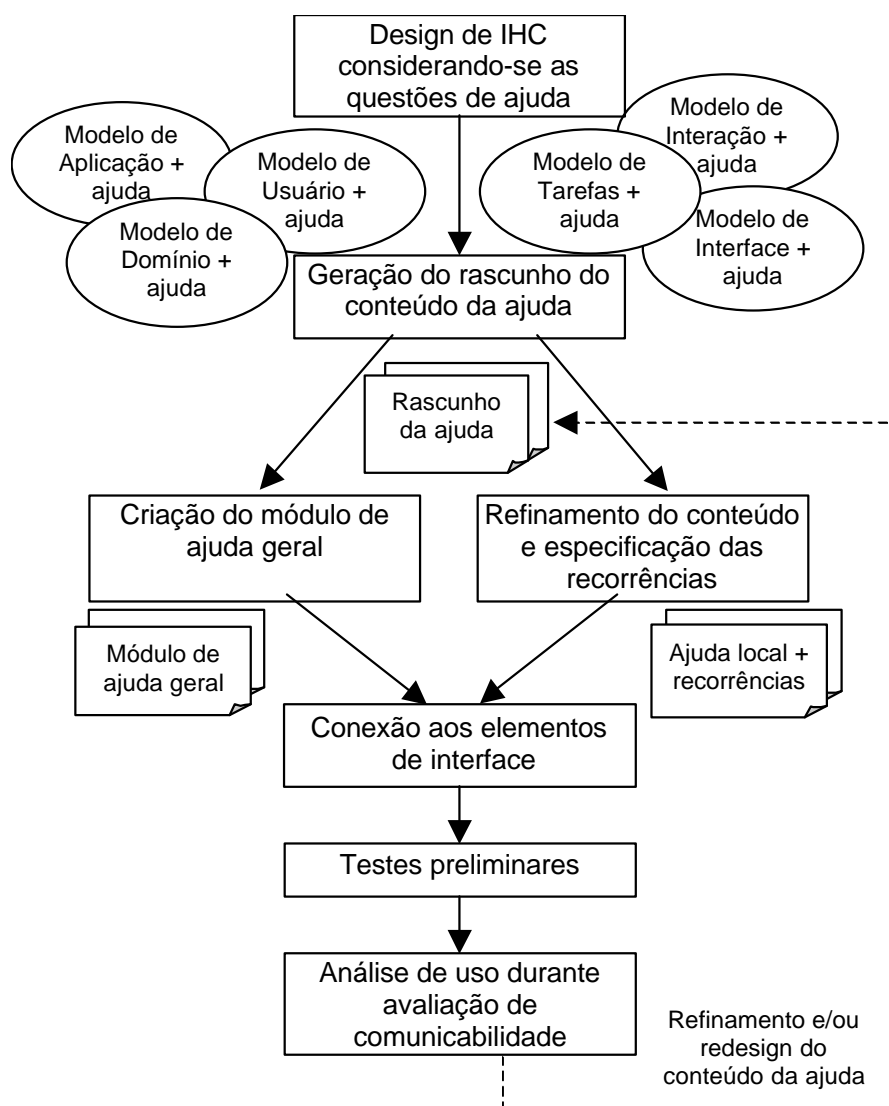 Design de IHC
considerando-se as
questões de ajuda
Modelo de
Aplicação +
ajuda
Modelo de
Usuário +
ajuda
Modelo de
Domínio +
ajuda
Modelo de
Tarefas +
ajuda
Modelo de
Interação +
ajuda
Modelo de
Interface +
ajuda
Geração do rascunho do
conteúdo da ajuda
Rascunho
da ajuda
Criação do módulo de
ajuda geral
Refinamento do conteúdo
e especificação das
recorrências
Módulo de
ajuda geral
Ajuda local +
recorrências
Conexão aos elementos
de interface
Testes preliminares
Análise de uso durante
avaliação de
comunicabilidade
Refinamento e/ou
redesign do
conteúdo da ajuda